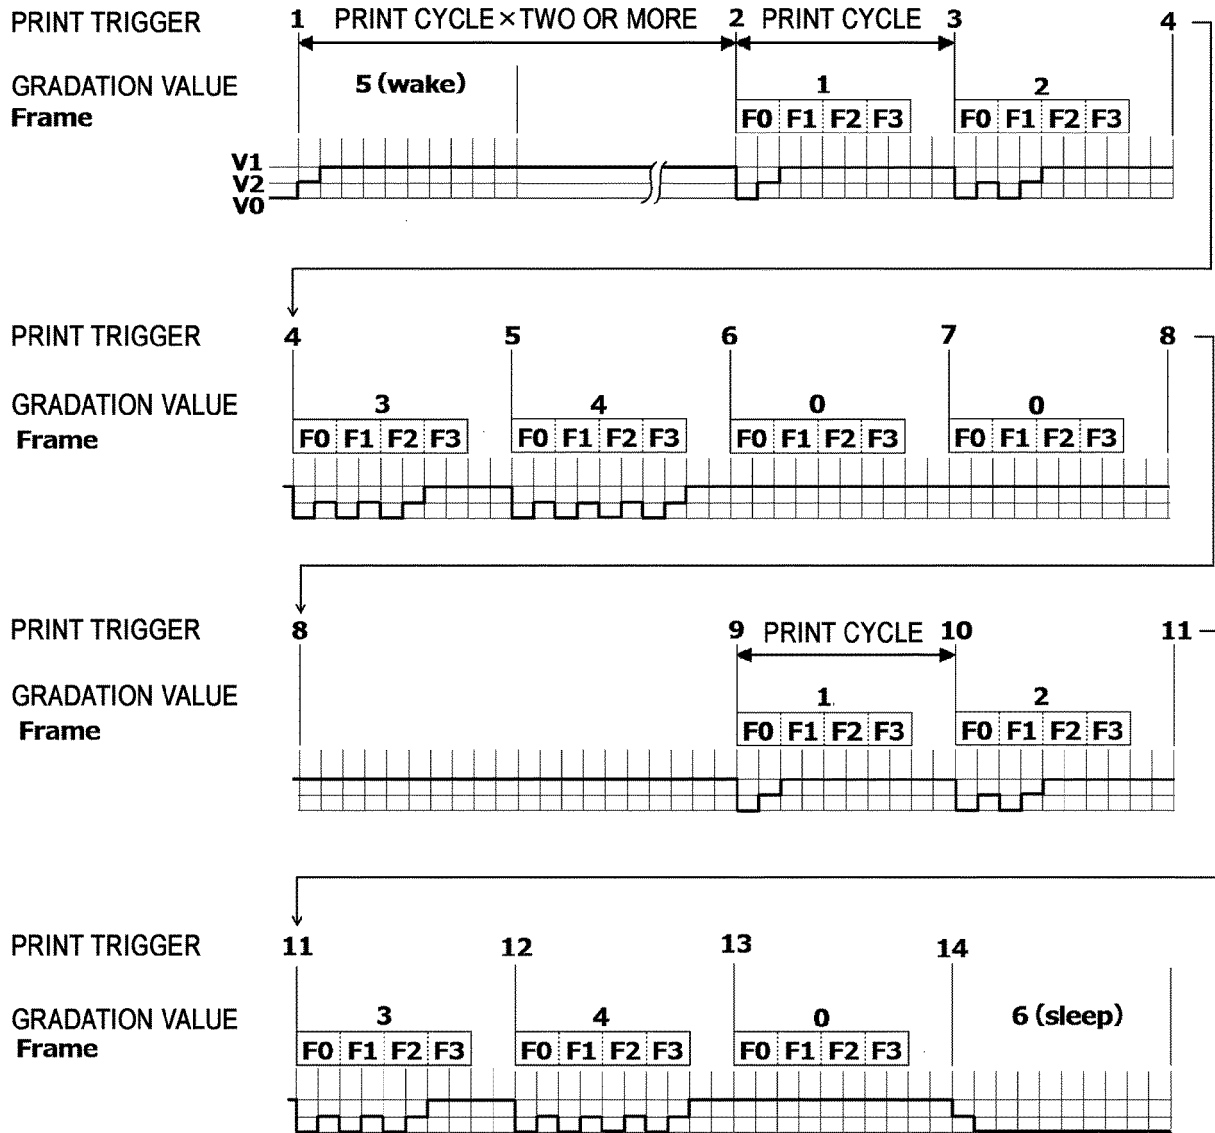 PRINT TRIGGER 1 PRINT CYCLE×TWO OR MORE 2 PRINT CYCLE 3 4
GRADATION VALUE 5 (wake) 1 2
Frame F0 F1 F2 F3 F0 F1 F2 F3
V1
V2
V0
PRINT TRIGGER 4 5 6 7 8
GRADATION VALUE 3 4 0 0
Frame F0 F1 F2 F3 F0 F1 F2 F3 F0 F1 F2 F3 F0 F1 F2 F3
PRINT TRIGGER 8 9 PRINT CYCLE 10 11
GRADATION VALUE 1 2
Frame F0 F1 F2 F3 F0 F1 F2 F3
PRINT TRIGGER 11 12 13 14
GRADATION VALUE 3 4 0 6 (sleep)
Frame F0 F1 F2 F3 F0 F1 F2 F3 F0 F1 F2 F3